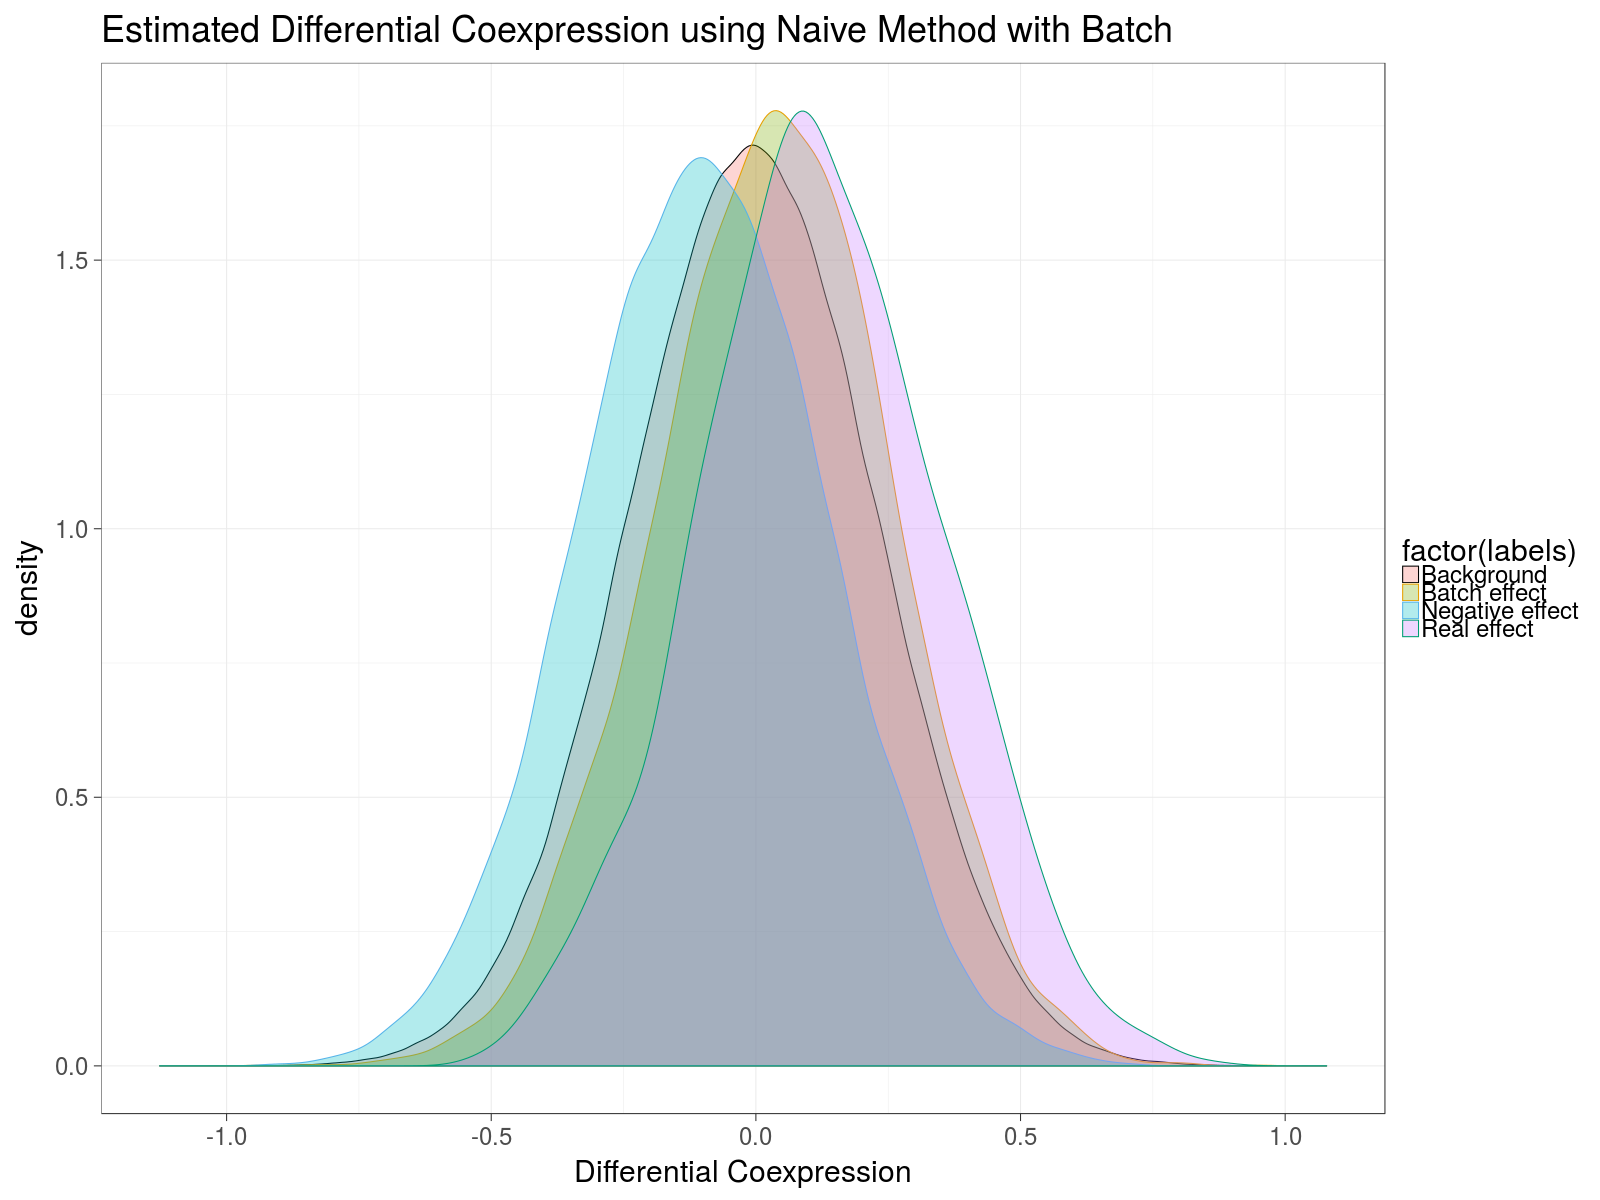 Estimated Differential Coexpression using Naive Method with Batch
density
1.5
1.0
0.5
0.0
-1.0 -0.5 0.0 0.5 1.0
Differential Coexpression
factor(labels)
Background
Batch effect
Negative effect
Real effect